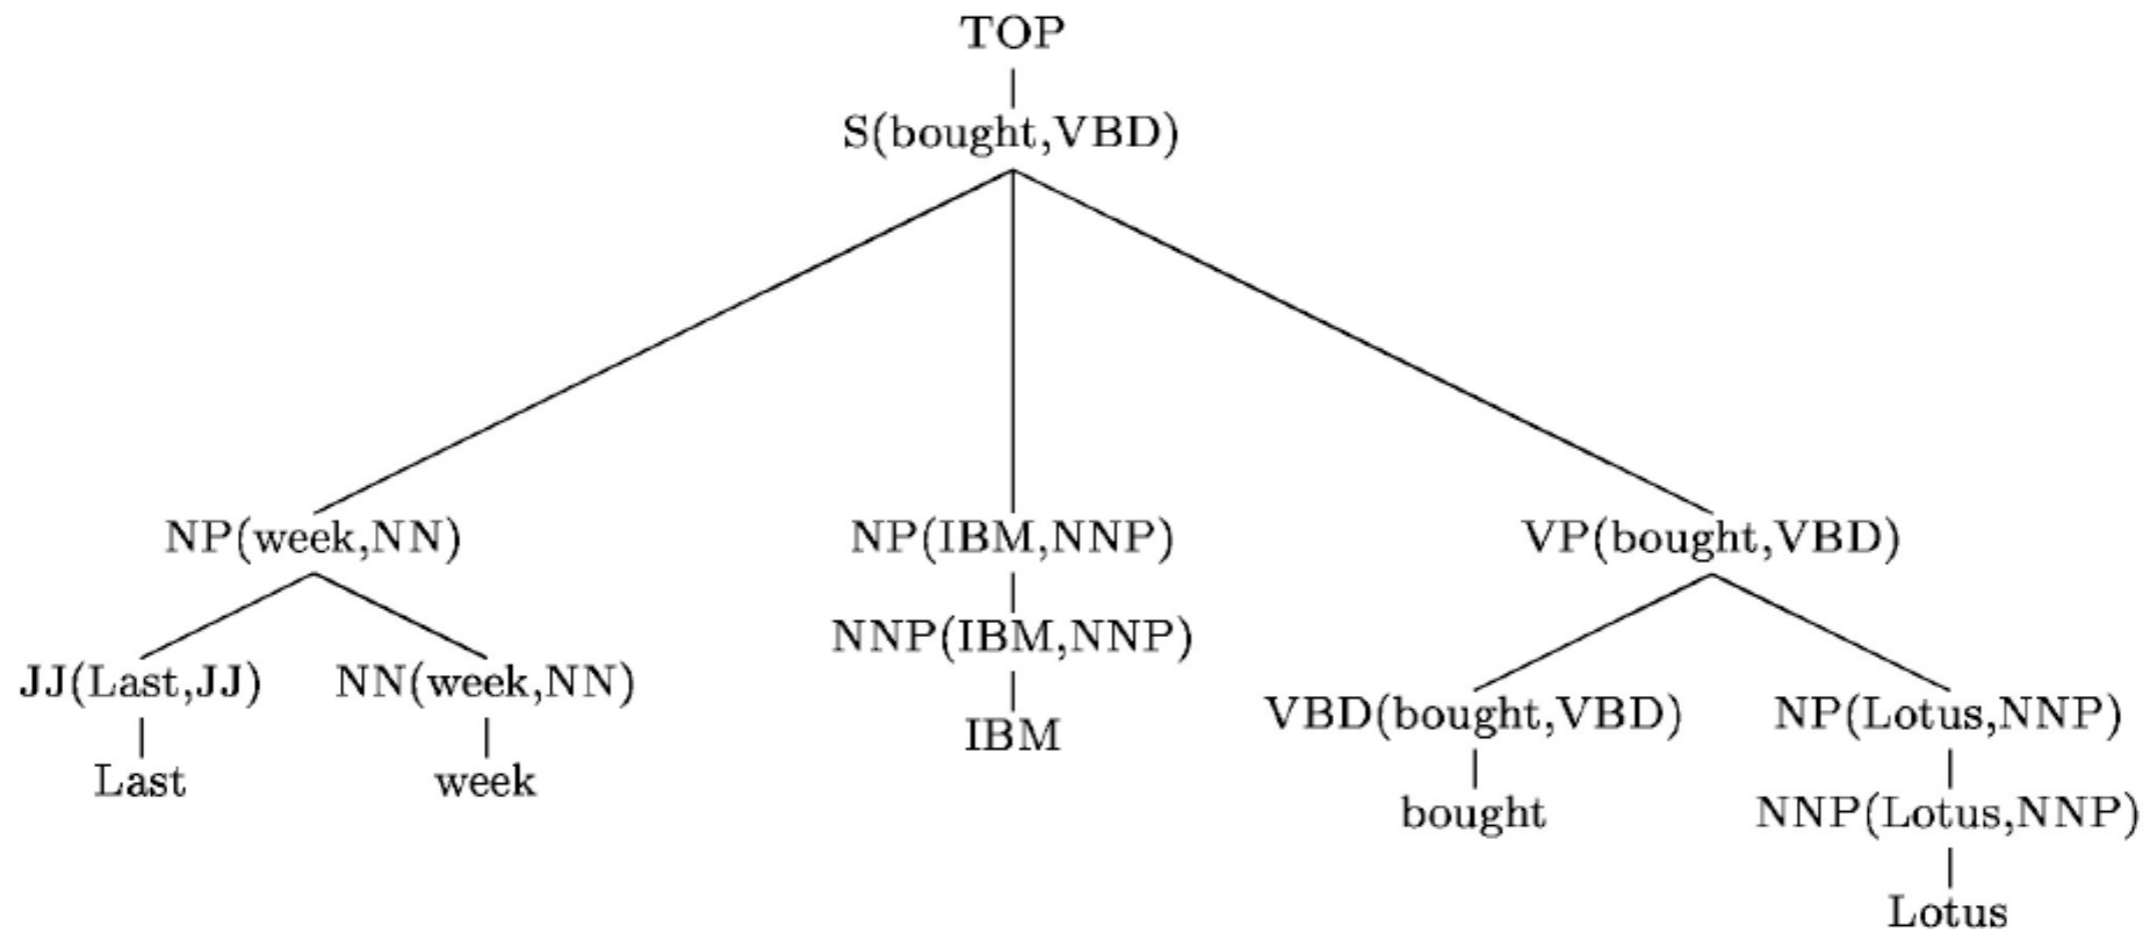 TOP
S(bought,VBD)
NP(week,NN) NP(IBM,NNP) VP(bought,VBD)
NNP(IBM,NNP)
JJ(Last,JJ) NN(week,NN) VBD(bought,VBD) NP(Lotus,NNP)
IBM
Last week bought NNP(Lotus,NNP)
Lotus